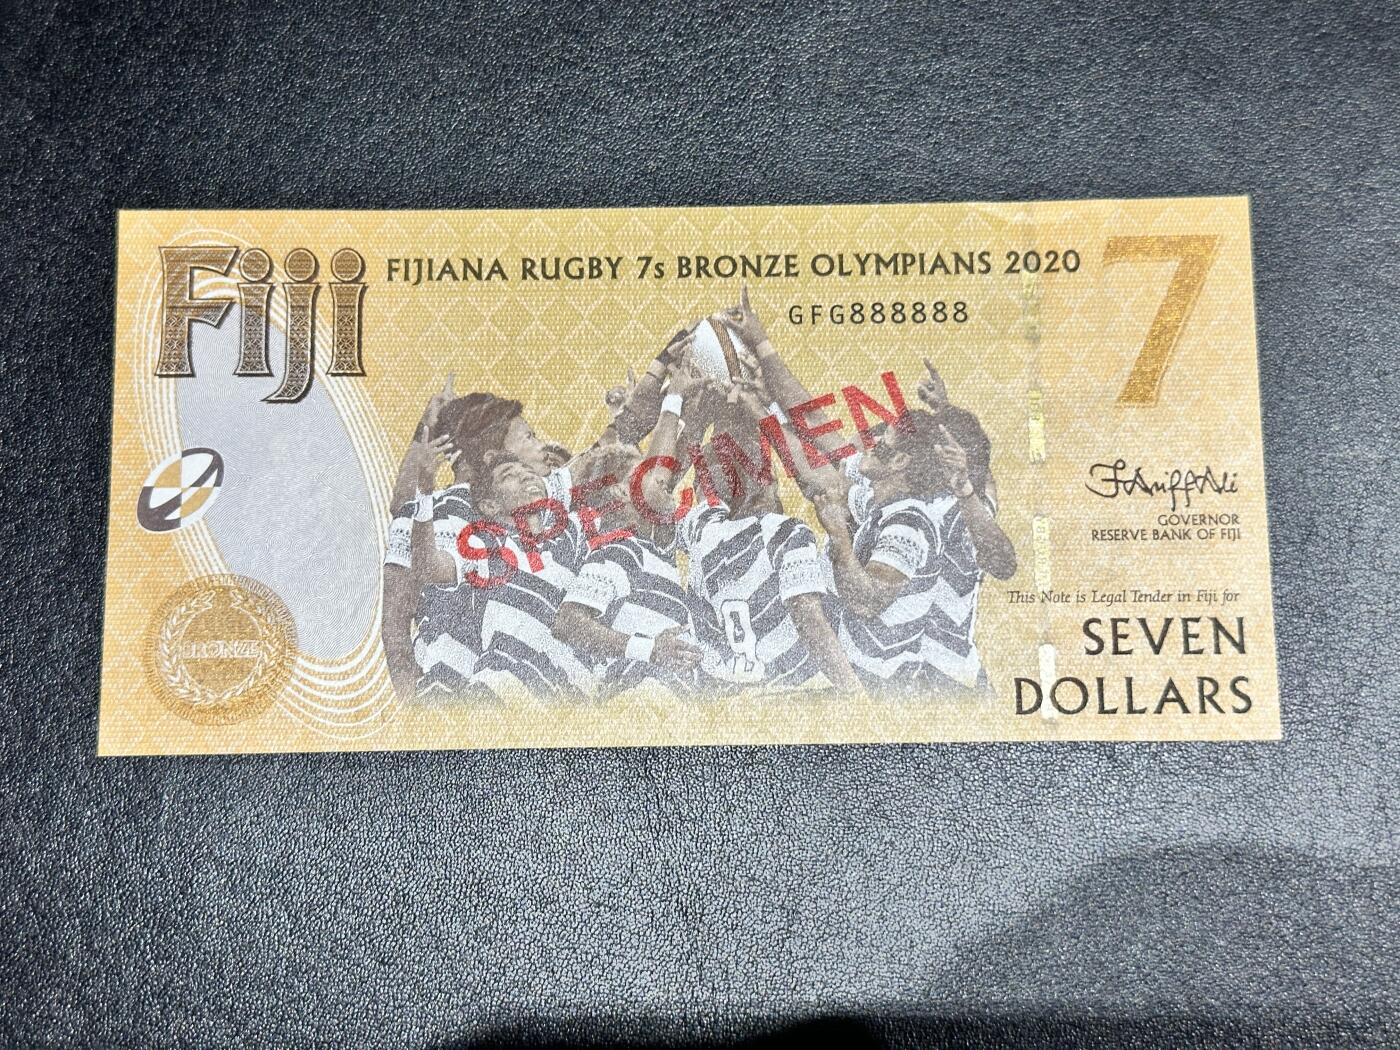 Fiji
FIJIANA RUGBY 7s BRONZE OLYMPIANS 2020
7
GFG888888
SPECIMEN
GOVERNOR
RESERVE BANK OF FIJI
This Note is Legal Tender in Fiji for
SEVEN
DOLLARS
BRONZE